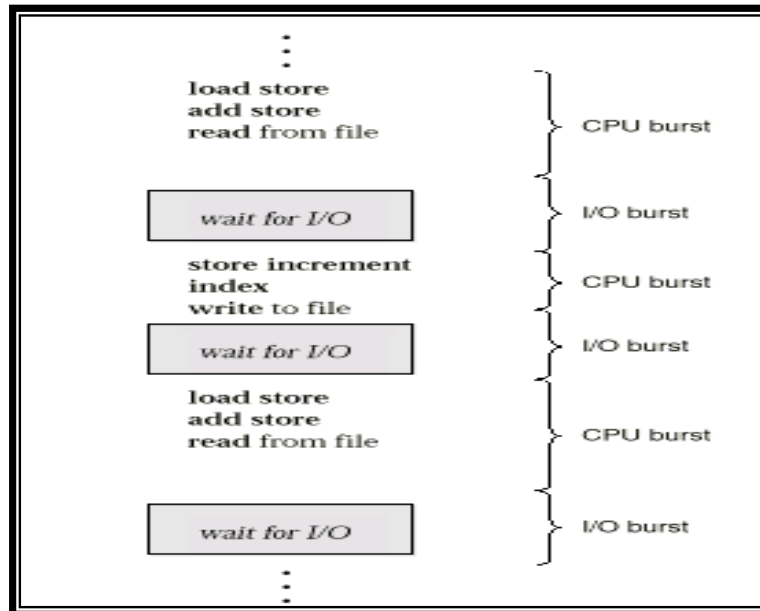 load store
add store
read from file
CPU burst
wait for I/O
I/O burst
store increment
index
write to file
CPU burst
wait for I/O
I/O burst
load store
add store
read from file
CPU burst
wait for I/O
I/O burst